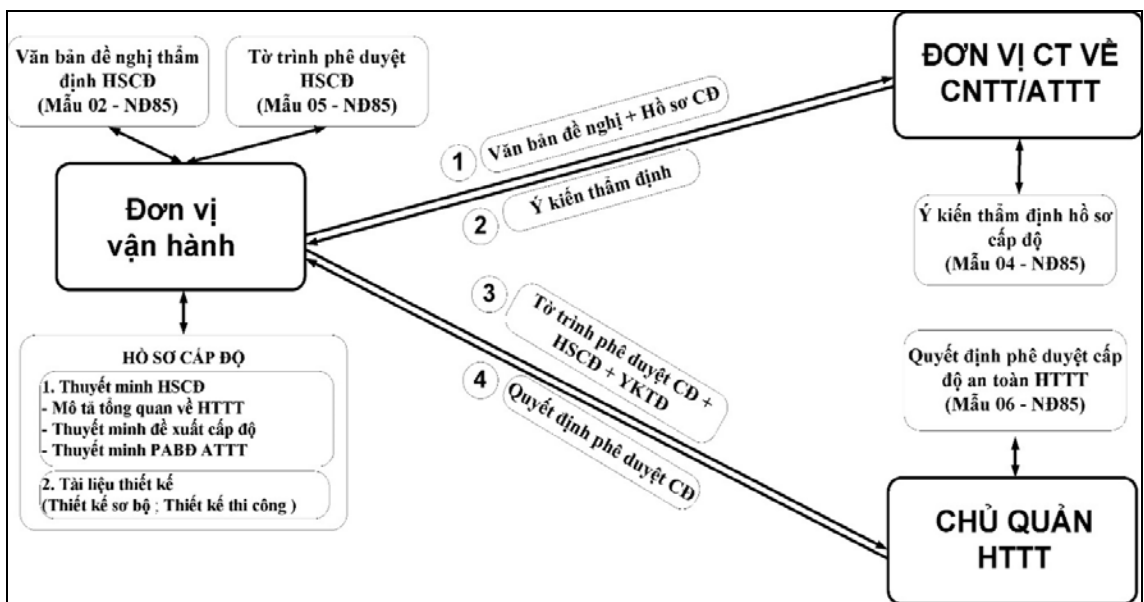 Văn bản đề nghị thẩm
định HSCĐ
(Mẫu 02 - NĐ85)
Tờ trình phê duyệt
HSCĐ
(Mẫu 05 - NĐ85)
ĐƠN VỊ CT VỀ
CNTT/ATTT
1
Văn bản đề nghị + Hồ sơ CĐ
2
Ý kiến thẩm định
Đơn vị
vận hành
Ý kiến thẩm định hồ sơ
cấp độ
(Mẫu 04 - NĐ85)
3
Tờ trình phê duyệt CĐ +
HSCĐ + YKTĐ
4
Quyết định phê duyệt CĐ
HỒ SƠ CẤP ĐỘ
1. Thuyết minh HSCĐ
- Mô tả tổng quan về HTTT
- Thuyết minh đề xuất cấp độ
- Thuyết minh PABĐ ATTT
2. Tài liệu thiết kế
(Thiết kế sơ bộ ; Thiết kế thi công )
Quyết định phê duyệt cấp
độ an toàn HTTT
(Mẫu 06 - NĐ85)
CHỦ QUẢN
HTTT